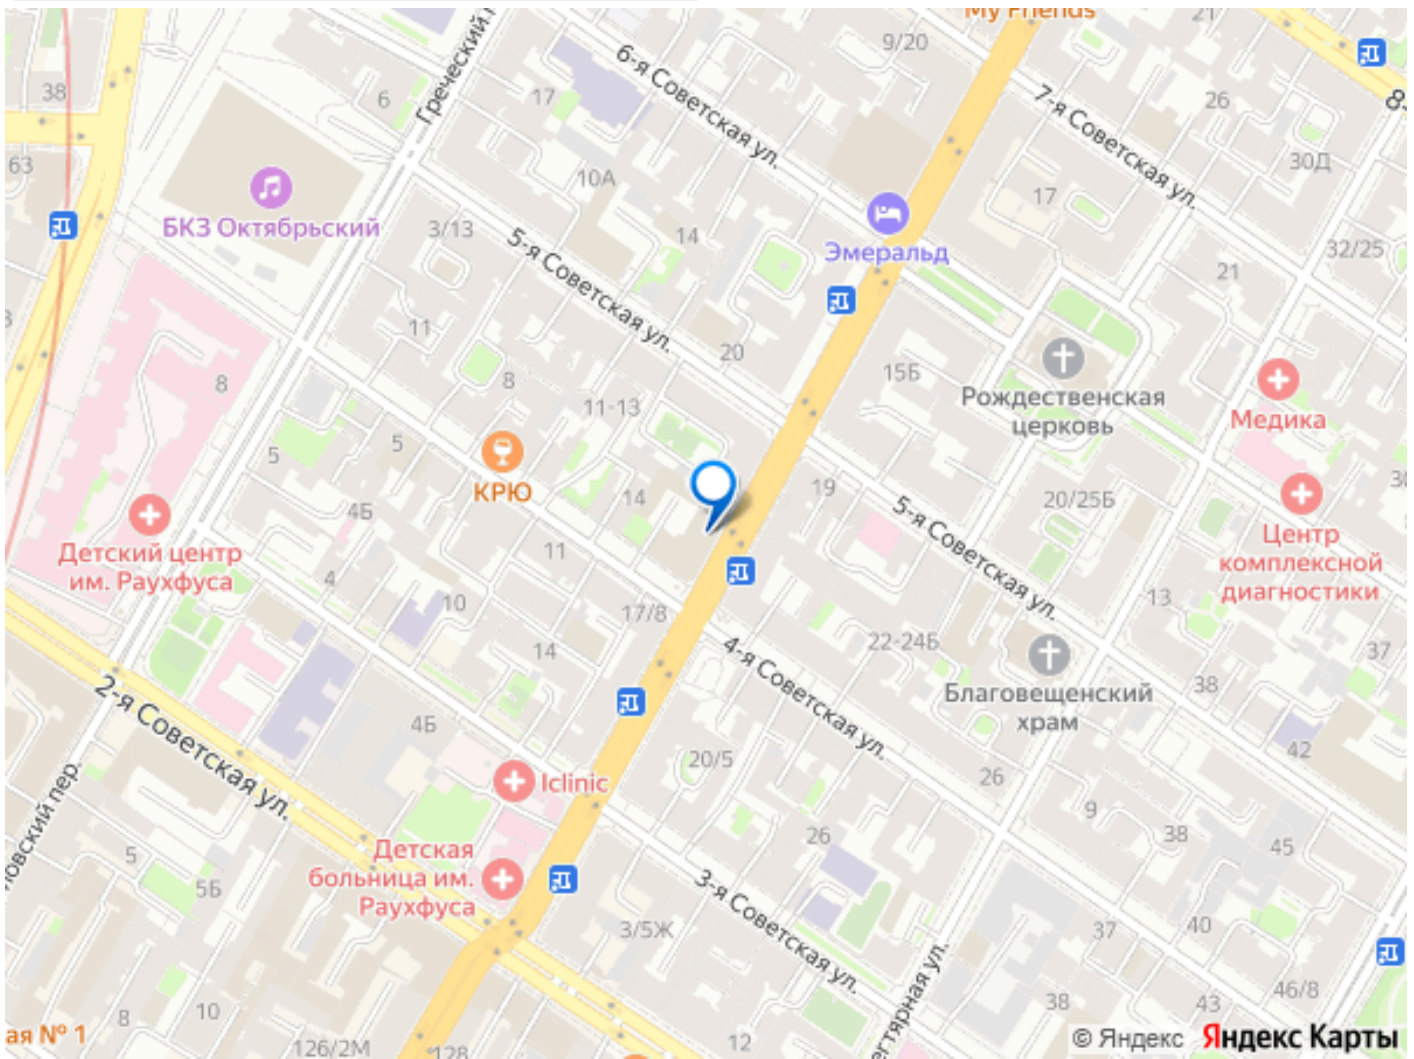 My Friends
21
9/20
38
6
Греческий
17
6-я Советская ул.
7-я Советская ул.
26
8-
63
30Д
10А
17
БКЗ Октябрьский
3/13
14
5-я Советская ул.
Эмеральд
32/25
21
11
20
15Б
8
8
11-13
Рождественская
церковь
Медика
5
5
КРЮ
14
4Б
19
5-я Советская ул.
20/25Б
Центр
комплексной
диагностики
Детский центр
им. Раухфуса
11
4
10
17/8
13
14
4-я Советская ул.
22-24Б
37
2-я Советская ул.
Благовещенский
храм
38
4Б
42
20/5
26
Iclinic
9
38
26
45
Детская
больница им.
Раухфуса
5
5Б
3-я Советская ул.
3/5Ж
37
40
46/8
38
43
10
8
ая № 1
126/2М
128
12
© Яндекс Яндекс Карты